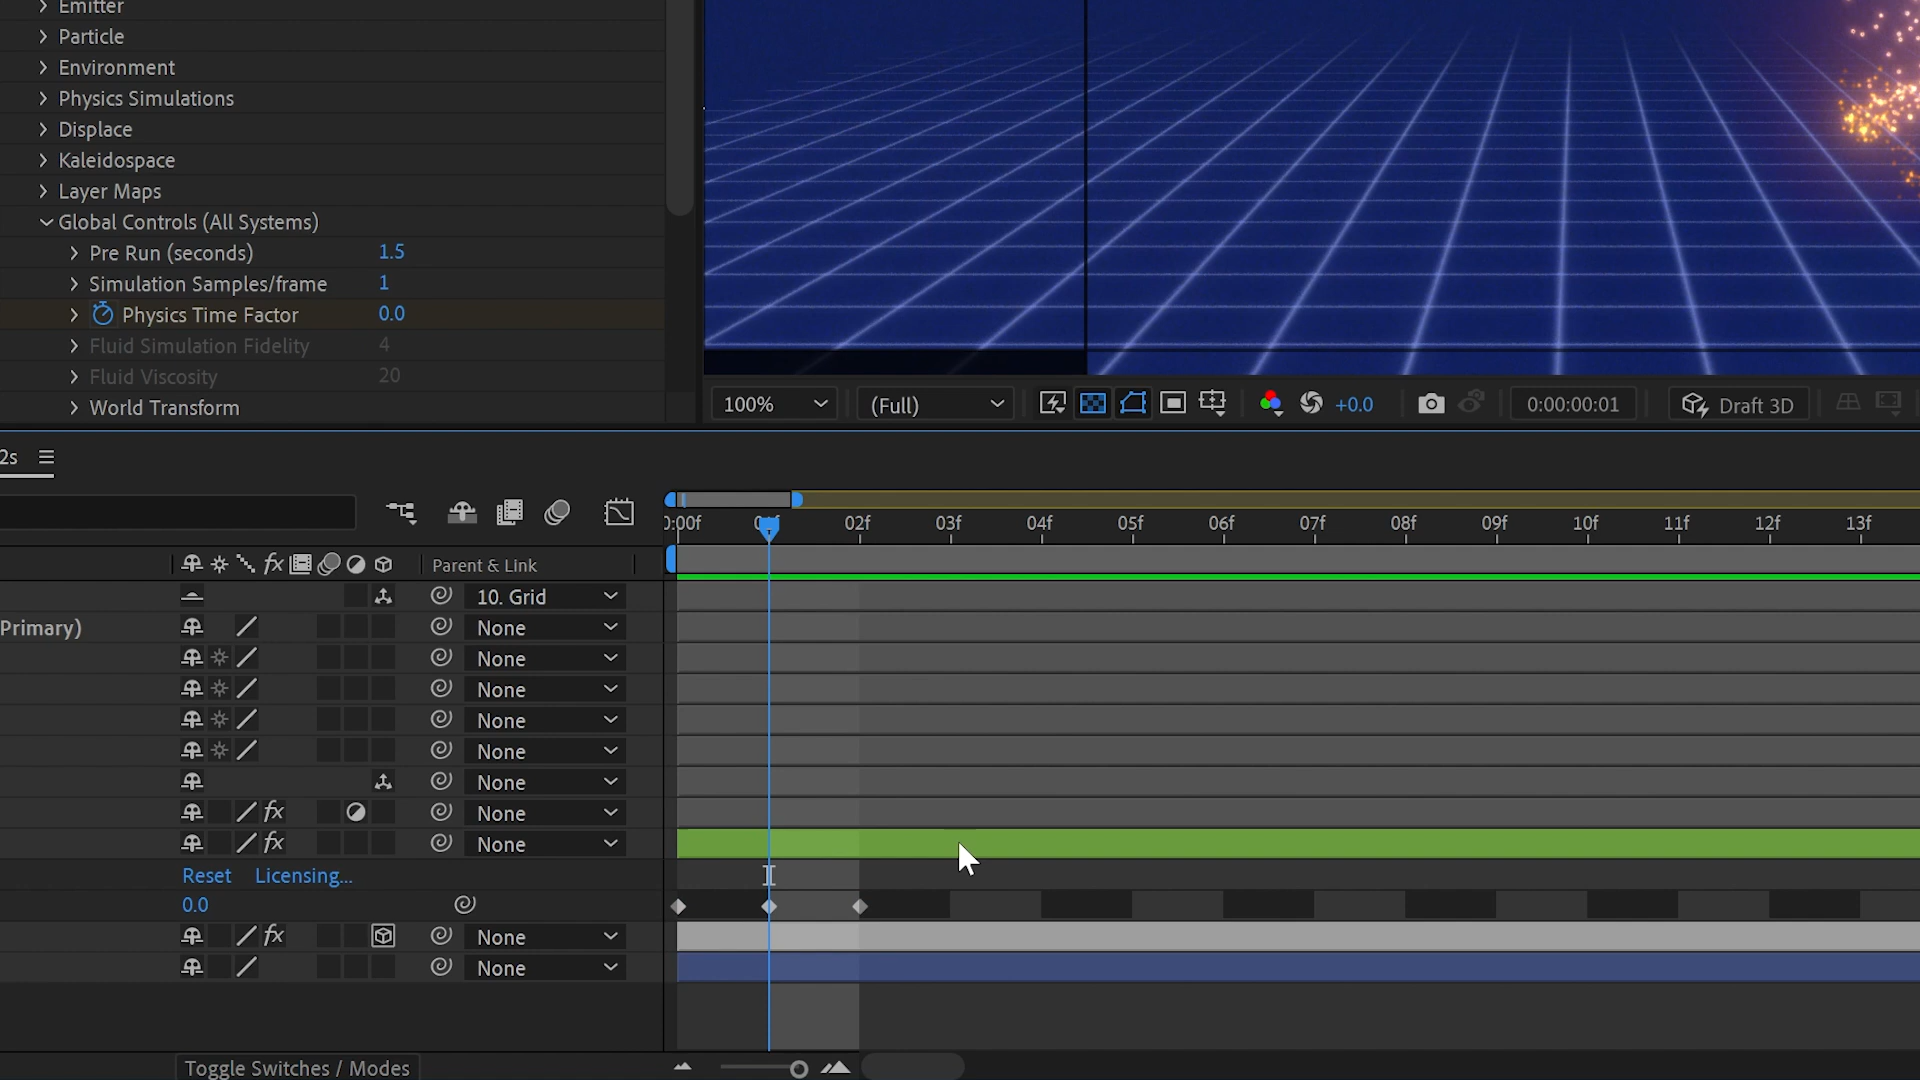 Emitter
Particle
Environment
Physics Simulations
Displace
Kaleidospace
Layer Maps
Global Controls (All Systems)
Pre Run (seconds) 1.5
Simulation Samples/frame 1
Physics Time Factor 0.0
Fluid Simulation Fidelity 4
Fluid Viscosity 20
World Transform
100% (Full) +0.0 0:00:00:01 Draft 3D
2s
0:00f 02f 03f 04f 05f 06f 07f 08f 09f 10f 11f 12f 13f
fx Parent & Link
10. Grid
Primary) None
None
None
None
None
None
fx None
fx None
Reset Licensing...
0.0
fx None
None
Toggle Switches / Modes